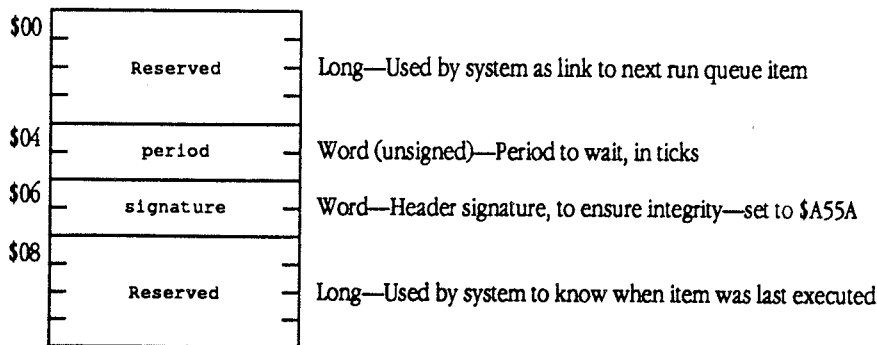 $00
Reserved Long—Used by system as link to next run queue item
$04
period Word (unsigned)—Period to wait, in ticks
$06
signature Word—Header signature, to ensure integrity—set to $A55A
$08
Reserved Long—Used by system to know when item was last executed